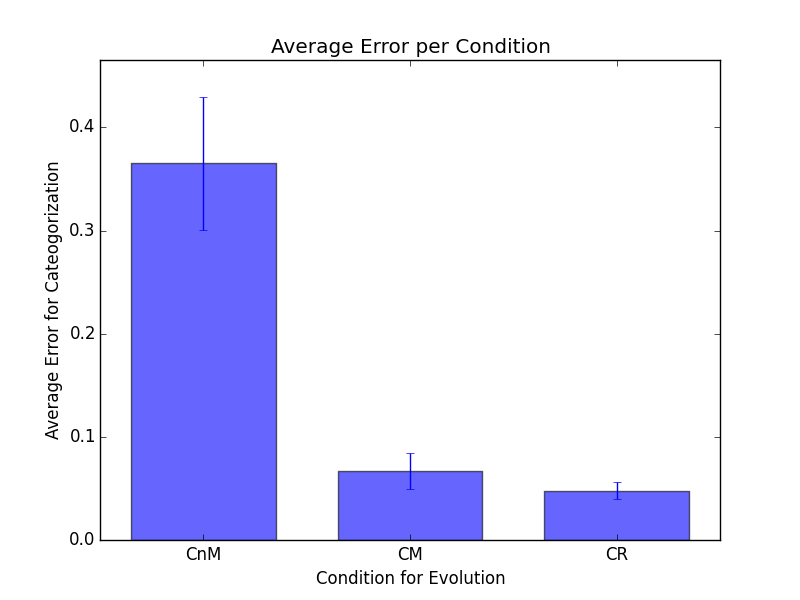 Average Error per Condition
0.4
0.3
0.2
0.1
0.0
Average Error for Cateogorization
CnM CM CR
Condition for Evolution